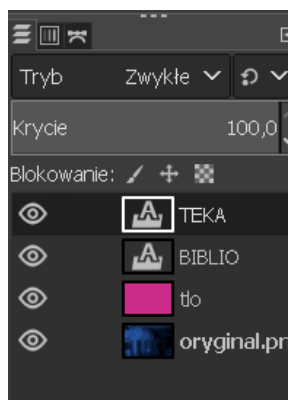 Tryb Zwykłe
Krycie 100,0
Blokowanie:
TEKA
BIBLIO
tlo
oryginal.pr